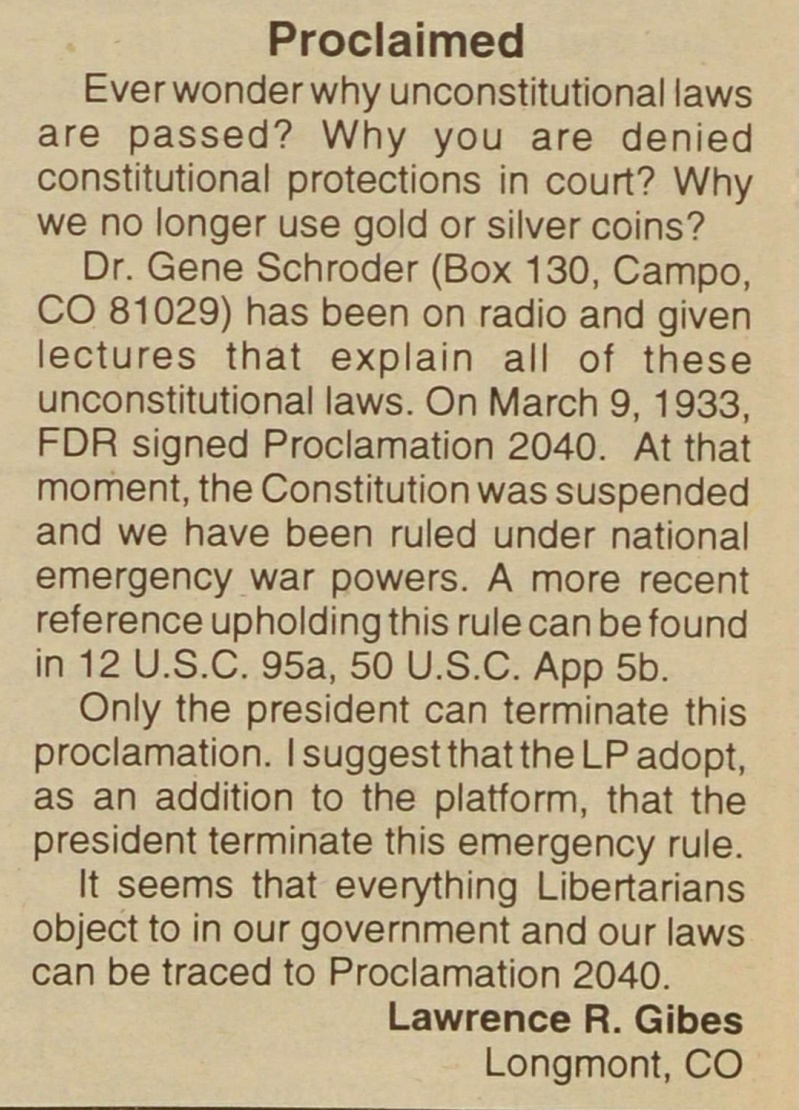 Proclaimed
Ever wonder why unconstitutional laws
are passed? Why you are denied
constitutional protections in court? Why
we no longer use gold or silver coins?
Dr. Gene Schroder (Box 130, Campo,
CO 81029) has been on radio and given
lectures that explain all of these
unconstitutional laws. On March 9, 1933,
FDR signed Proclamation 2040. At that
moment, the Constitution was suspended
and we have been ruled under national
emergency war powers. A more recent
reference upholding this rule can be found
in 12 U.S.C. 95a, 50 U.S.C. App 5b.
Only the president can terminate this
proclamation. I suggest that the LP adopt,
as an addition to the platform, that the
president terminate this emergency rule.
It seems that everything Libertarians
object to in our government and our laws
can be traced to Proclamation 2040.
Lawrence R. Gibes
Longmont, CO